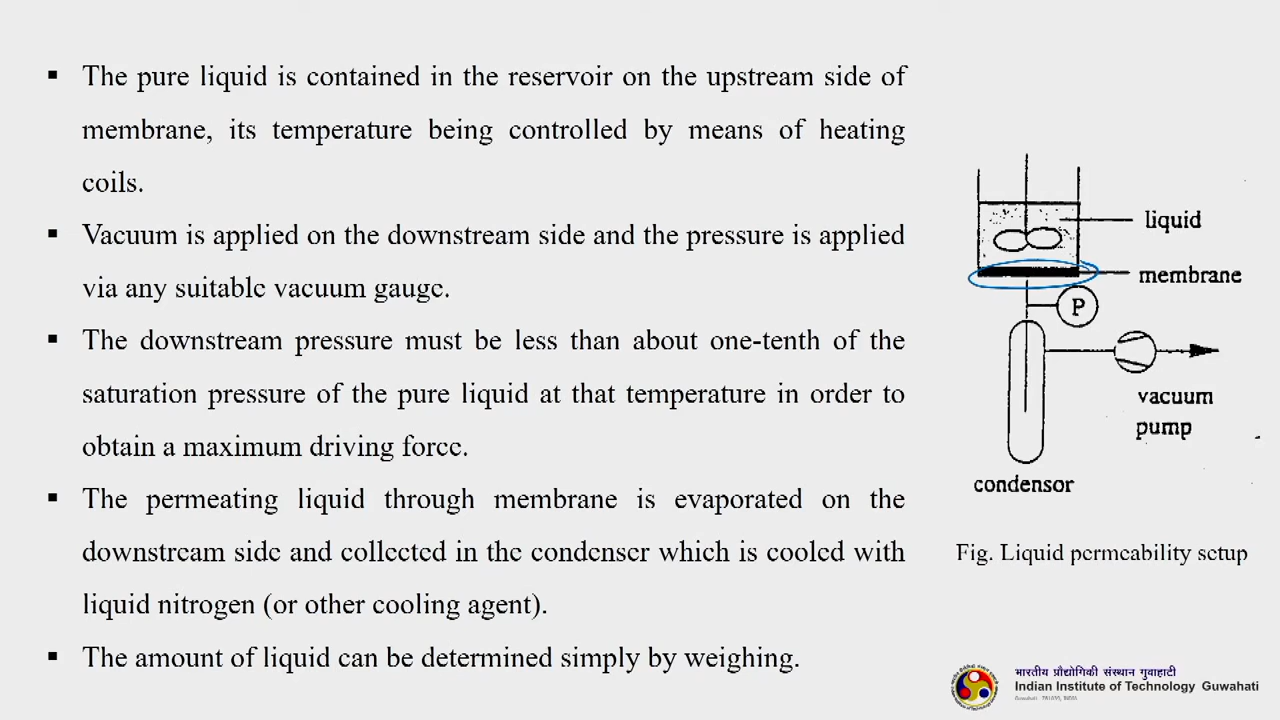 ▪ The pure liquid is contained in the reservoir on the upstream side of
membrane, its temperature being controlled by means of heating
coils.
▪ Vacuum is applied on the downstream side and the pressure is applied
via any suitable vacuum gauge.
▪ The downstream pressure must be less than about one-tenth of the
saturation pressure of the pure liquid at that temperature in order to
obtain a maximum driving force.
▪ The permeating liquid through membrane is evaporated on the
downstream side and collected in the condenser which is cooled with
liquid nitrogen (or other cooling agent).
▪ The amount of liquid can be determined simply by weighing.
liquid
membrane
P
vacuum
pump
condensor
Fig. Liquid permeability setup
भारतीय प्रौद्योगिकी संस्थान गुवाहाटी
Indian Institute of Technology Guwahati